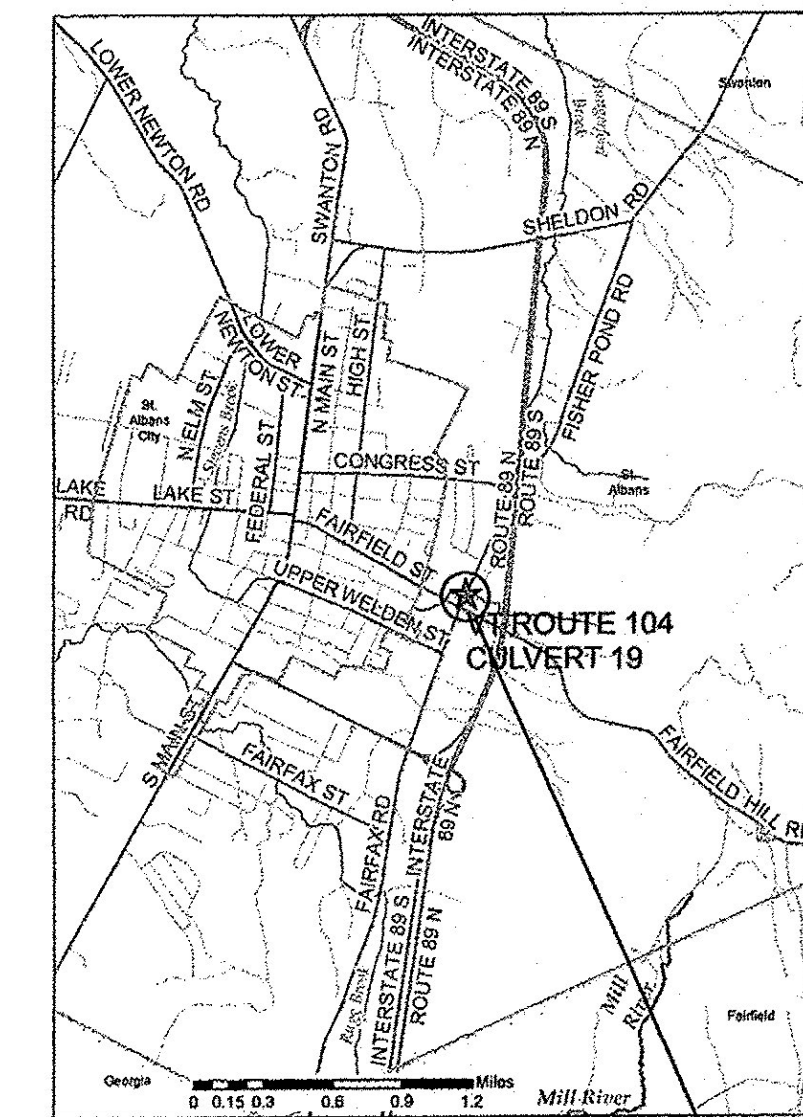 INTERSTATE 89 S
INTERSTATE 89 N
LOWER NEWTON RD
Swanton
Brook
SWANTON RD
SHELDON RD
FISHER POND RD
LOWER
NEWTON ST
N MAIN ST
HIGH ST
N ELM ST
Stevens Brook
St.
Albans
City
FEDERAL ST
CONGRESS ST
ROUTE 89 N
ROUTE 89 S
St.
Albans
LAKE
RD
LAKE ST
FAIRFIELD ST
UPPER WELDEN ST
VT ROUTE 104
CULVERT 19
S MAIN ST
FAIRFAX ST
FAIRFAX RD
INTERSTATE
89 N
FAIRFIELD HILL RD
INTERSTATE 89 S
ROUTE 89 N
Rugg Brook
Mill
River
Fairfield
Georgia
Miles
0 0.15 0.3 0.6 0.9 1.2
Mill River